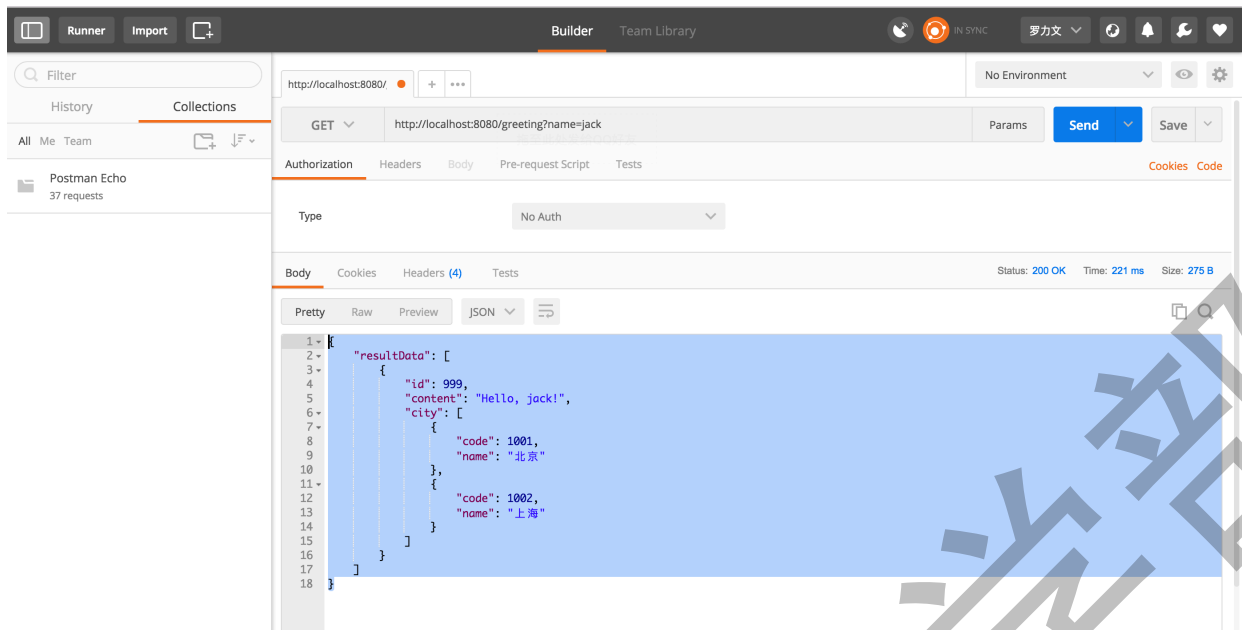 Runner Import Builder Team Library IN SYNC 罗力文
Filter
History Collections
All Me Team
Postman Echo
37 requests
http://localhost:8080/ + ••• No Environment
GET http://localhost:8080/greeting?name=jack Params Send Save
Authorization Headers Body Pre-request Script Tests Cookies Code
Type No Auth
Body Cookies Headers (4) Tests Status: 200 OK Time: 221 ms Size: 275 B
Pretty Raw Preview JSON
1 {
2 "resultData": [
3 {
4 "id": 999,
5 "content": "Hello, jack!",
6 "city": [
7 {
8 "code": 1001,
9 "name": "北京"
10 },
11 {
12 "code": 1002,
13 "name": "上海"
14 }
15 ]
16 }
17 ]
18 }